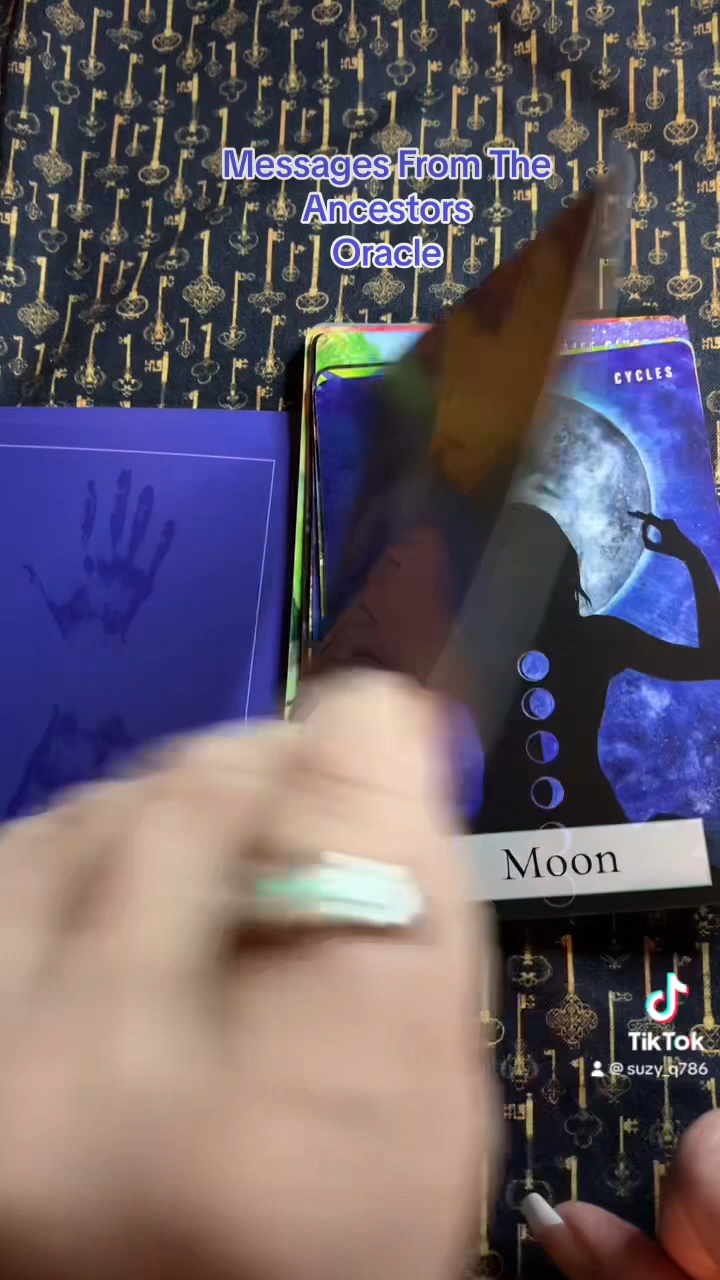 Messages From The
Ancestors
Oracle
CYCLES
Moon
TikTok
@suzy_q786